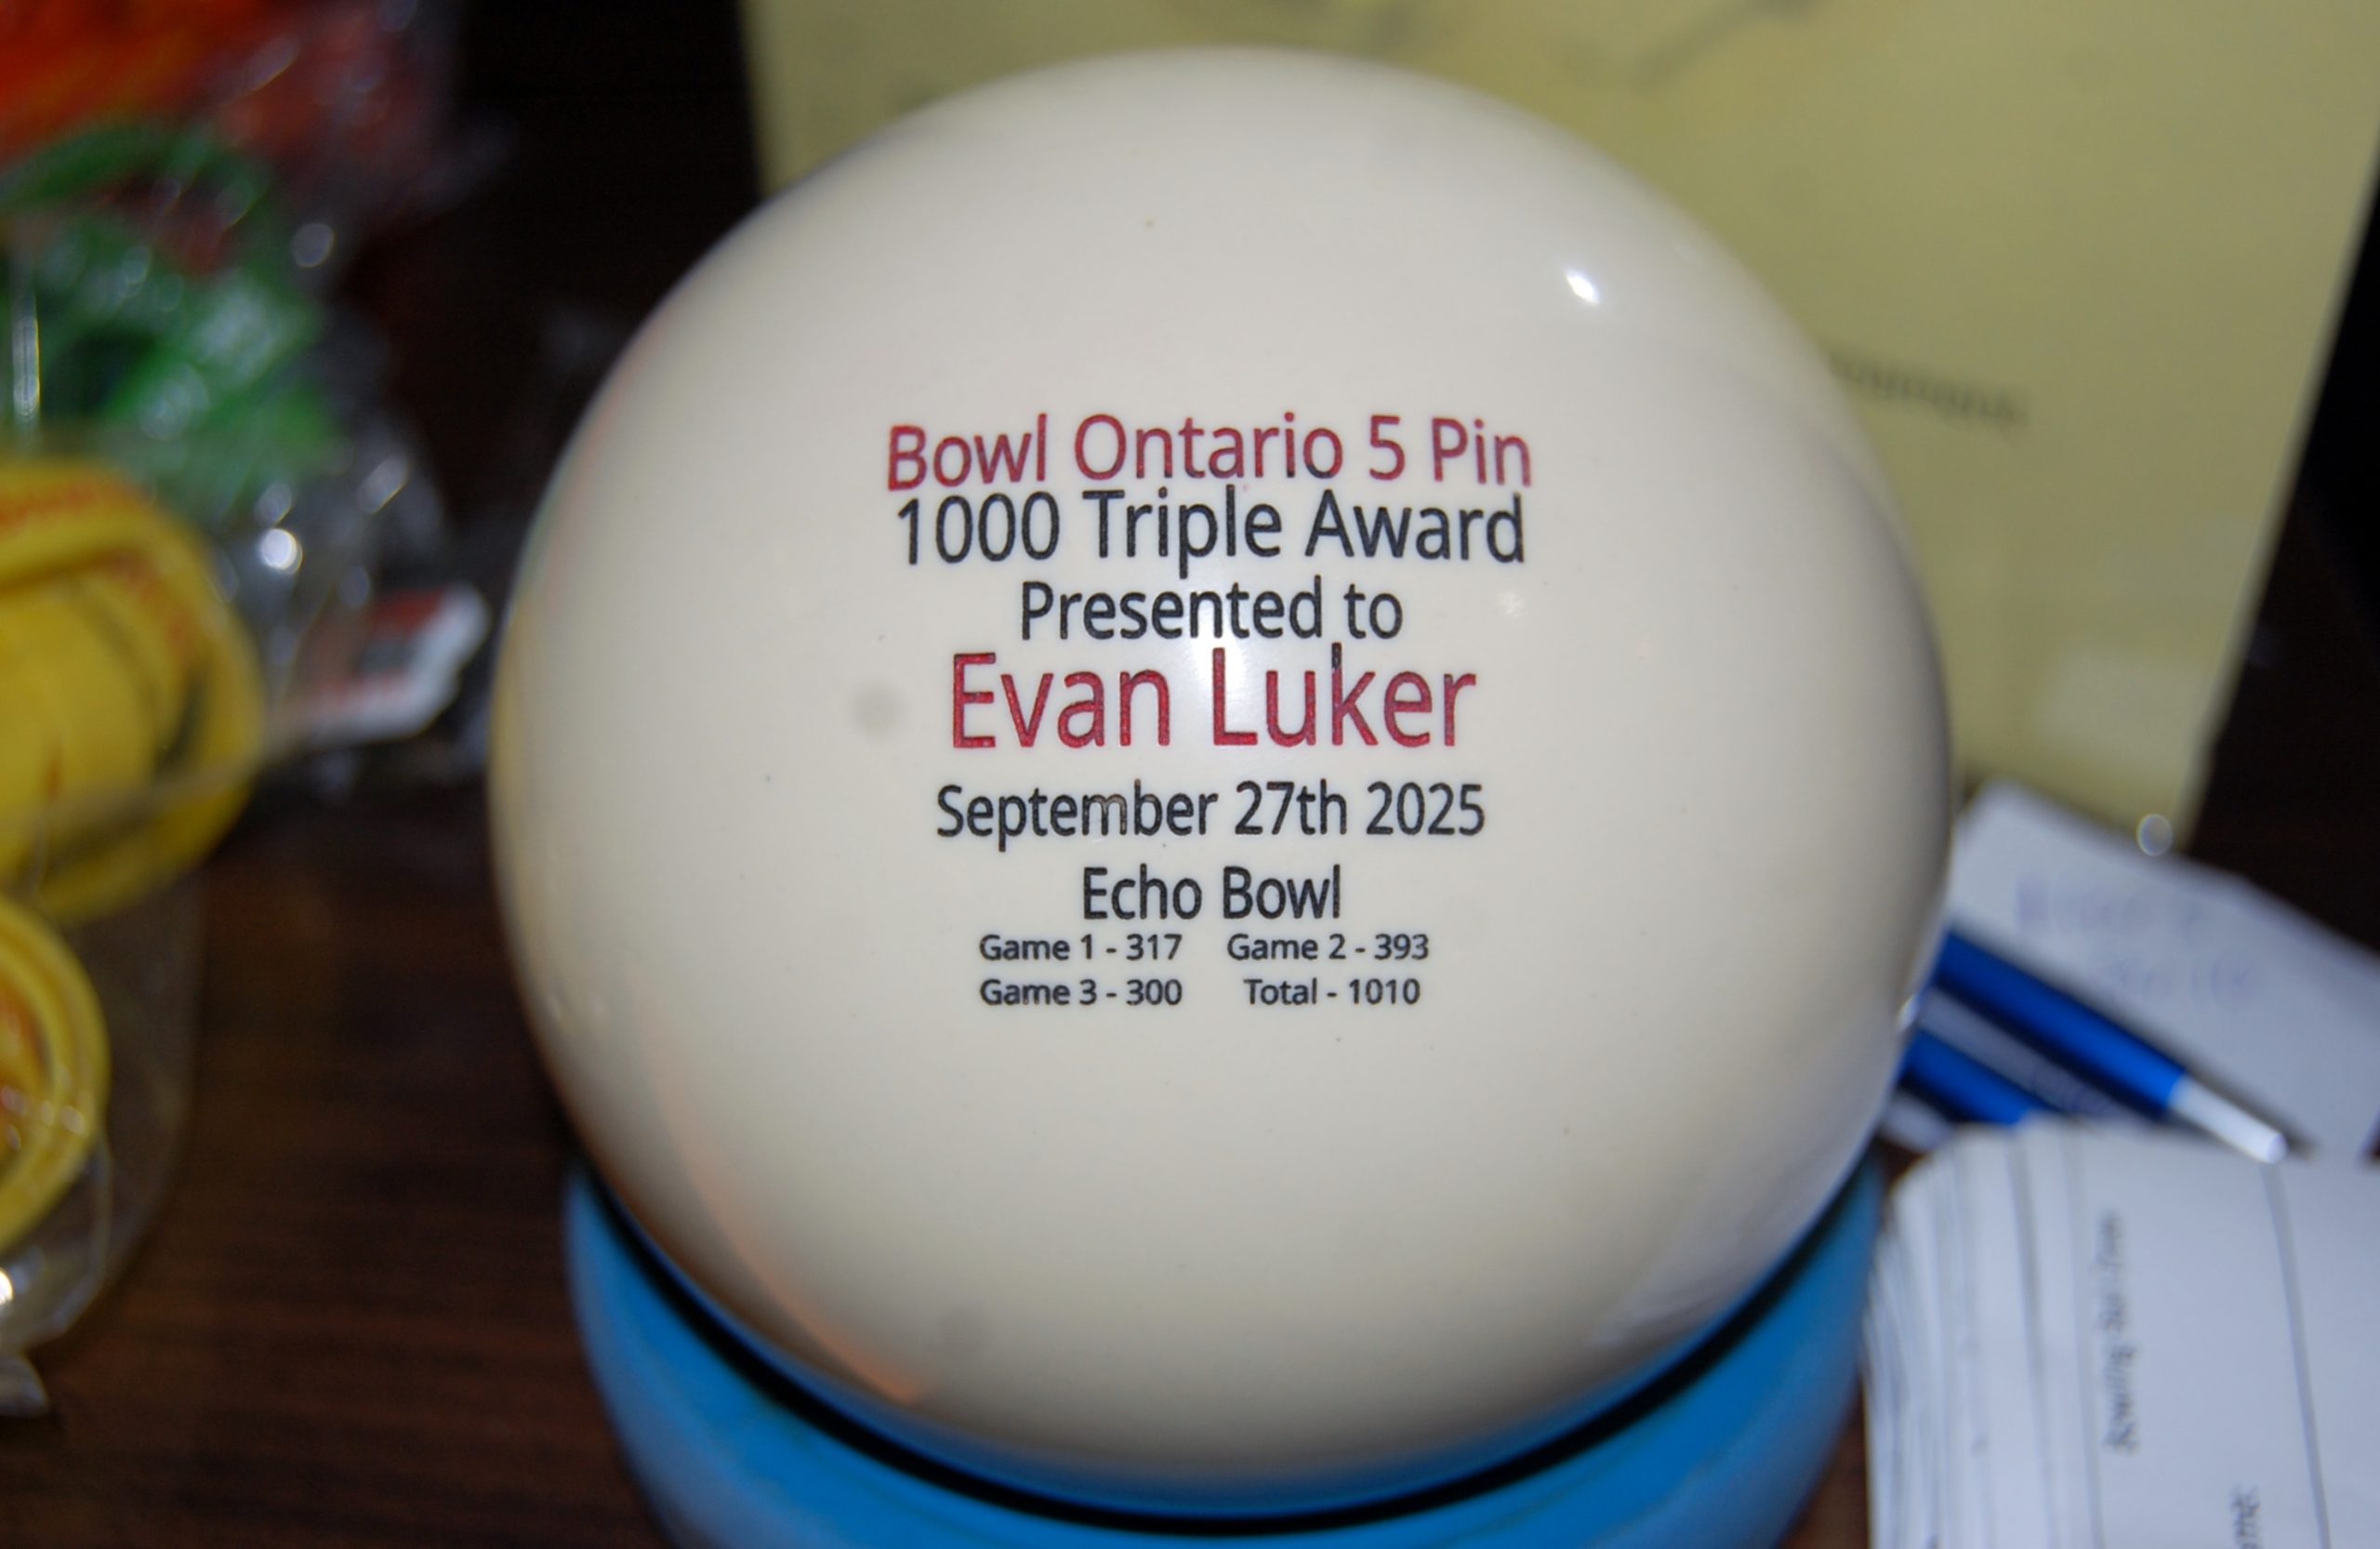 Bowl Ontario 5 Pin
1000 Triple Award
Presented to
Evan Luker
September 27th 2025
Echo Bowl
Game 1 - 317 Game 2 - 393
Game 3 - 300 Total - 1010